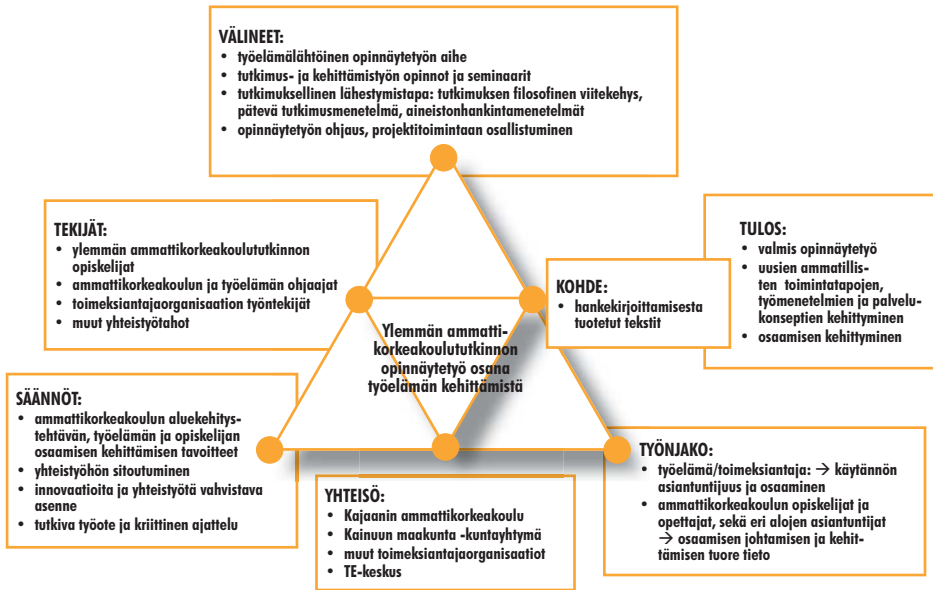 VÄLINEET:
• työelämälähtöinen opinnäytetyön aihe
• tutkimus- ja kehittämistyön opinnot ja seminaarit
• tutkimuksellinen lähestymistapa: tutkimuksen filosofinen viitekehys,
pätevä tutkimusmenetelmä, aineistonhankintamenetelmät
• opinnäytetyön ohjaus, projektitoimintaan osallistuminen
TEKIJÄT:
• ylemmän ammattikorkeakoulututkinnon
opiskelijat
• ammattikorkeakoulun ja työelämän ohjaajat
• toimeksiantajaorganisaation työntekijät
• muut yhteistyötahot
KOHDE:
• hankekirjoittamisesta
tuotetut tekstit
TULOS:
• valmis opinnäytetyö
• uusien ammatillis-
ten toimintatapojen,
työmenetelmien ja palvelu-
konseptien kehittyminen
• osaamisen kehittyminen
Ylemmän ammatti-
korkeakoulututkinnon
opinnäytetyö osana
työelämän kehittämistä
SÄÄNNÖT:
• ammattikorkeakoulun aluekehitys-
tehtävän, työelämän ja opiskelijan
osaamisen kehittämisen tavoitteet
• yhteistyöhön sitoutuminen
• innovaatioita ja yhteistyötä vahvistava
asenne
• tutkiva työote ja kriittinen ajattelu
YHTEISÖ:
• Kajaanin ammattikorkeakoulu
• Kainuun maakunta -kuntayhtymä
• muut toimeksiantajaorganisaatiot
• TE-keskus
TYÖNJAKO:
• työelämä/toimeksiantaja: → käytännön
asiantuntijuus ja osaaminen
• ammattikorkeakoulun opiskelijat ja
opettajat, sekä eri alojen asiantuntijat
→ osaamisen johtamisen ja kehit-
tämisen tuore tieto